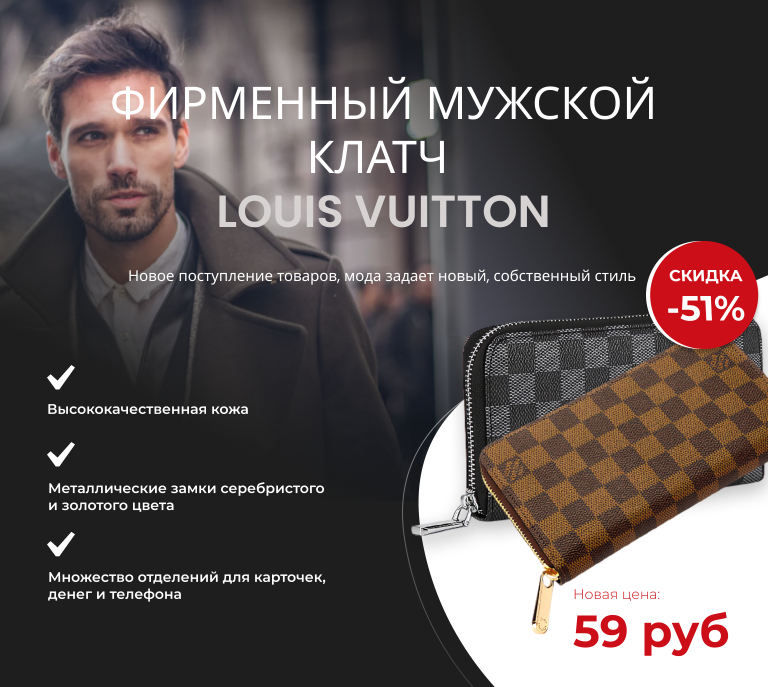 ФИРМЕННЫЙ МУЖСКОЙ
КЛАТЧ
LOUIS VUITTON
Новое поступление товаров, мода задает новый, собственный стиль
СКИДКА
-51%
Высококачественная кожа
Металлические замки серебристого
и золотого цвета
Множество отделений для карточек,
денег и телефона
Новая цена:
59 руб